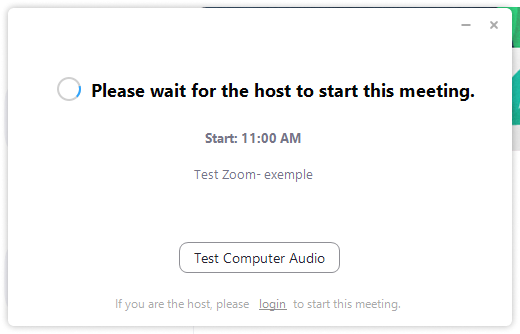 Please wait for the host to start this meeting.
Start: 11:00 AM
Test Zoom- exemple
Test Computer Audio
If you are the host, please login to start this meeting.